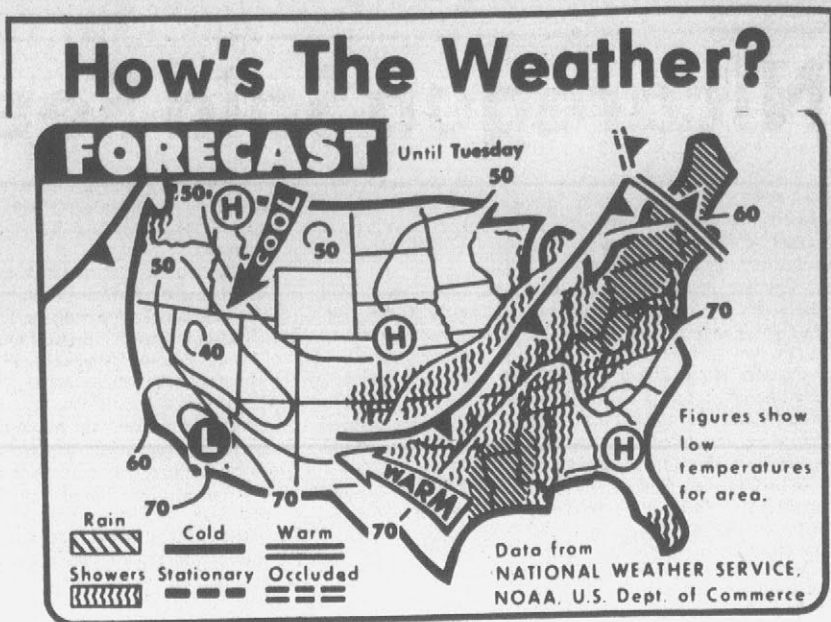 How's The Weather?
FORECAST
Until Tuesday
50
50
H
COOL
50
60
50
70
40
H
L
H
Figures show
low
temperatures
for area.
60
WARM
70
70
70
Rain
Cold
Warm
Showers
Stationary
Occluded
Data from
NATIONAL WEATHER SERVICE,
NOAA, U.S. Dept. of Commerce